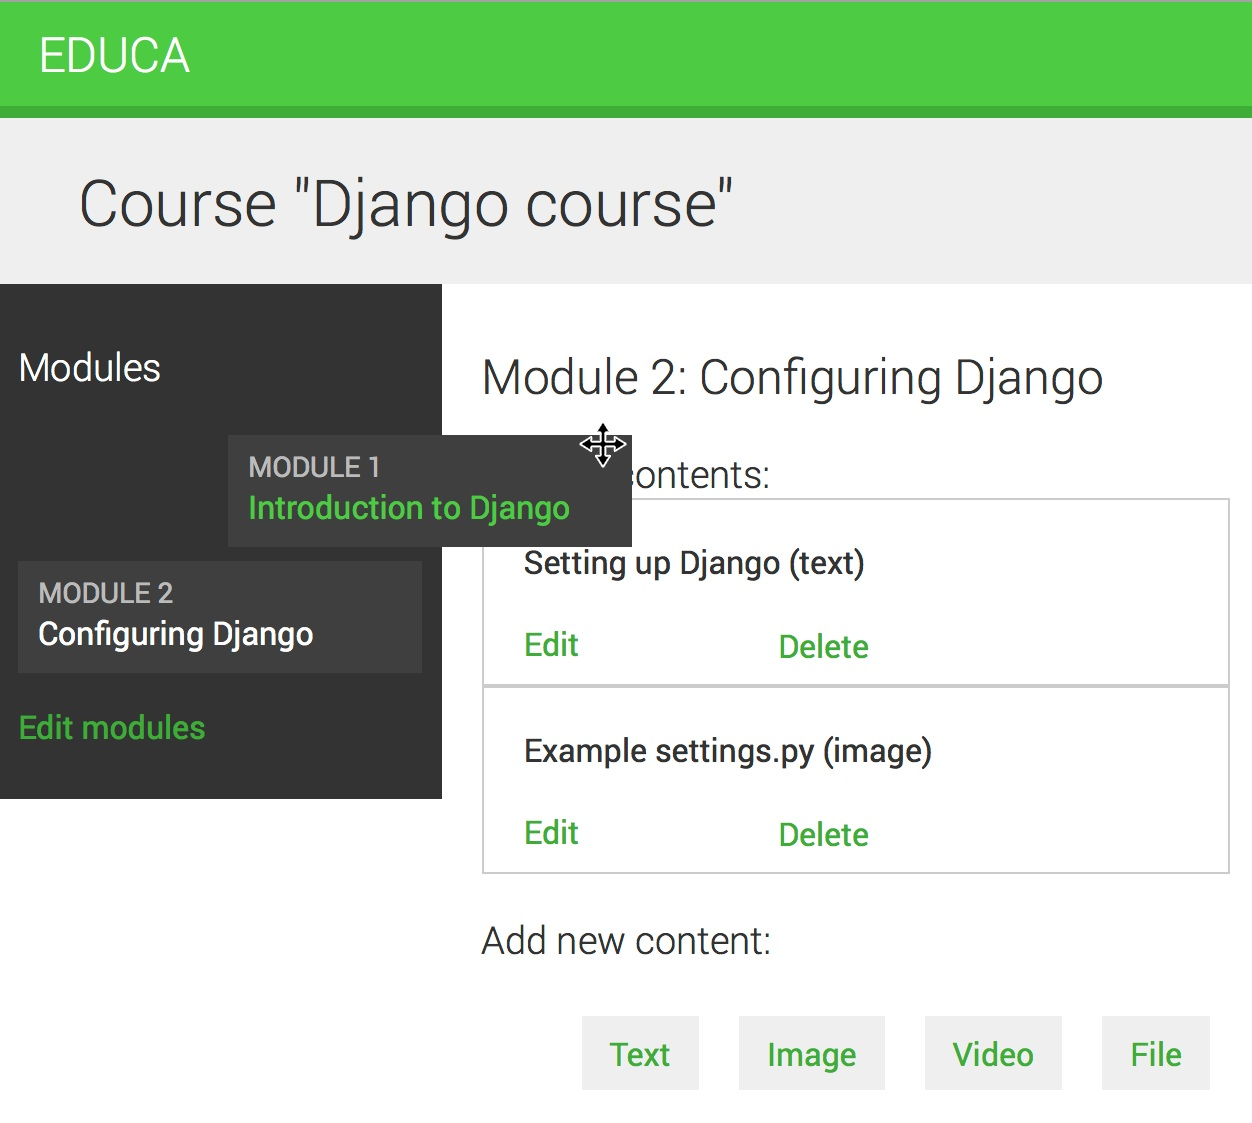 EDUCA
Course "Django course"
Modules
MODULE 1
Introduction to Django
MODULE 2
Configuring Django
Edit modules
Module 2: Configuring Django
contents:
Setting up Django (text)
Edit Delete
Example settings.py (image)
Edit Delete
Add new content:
Text Image Video File